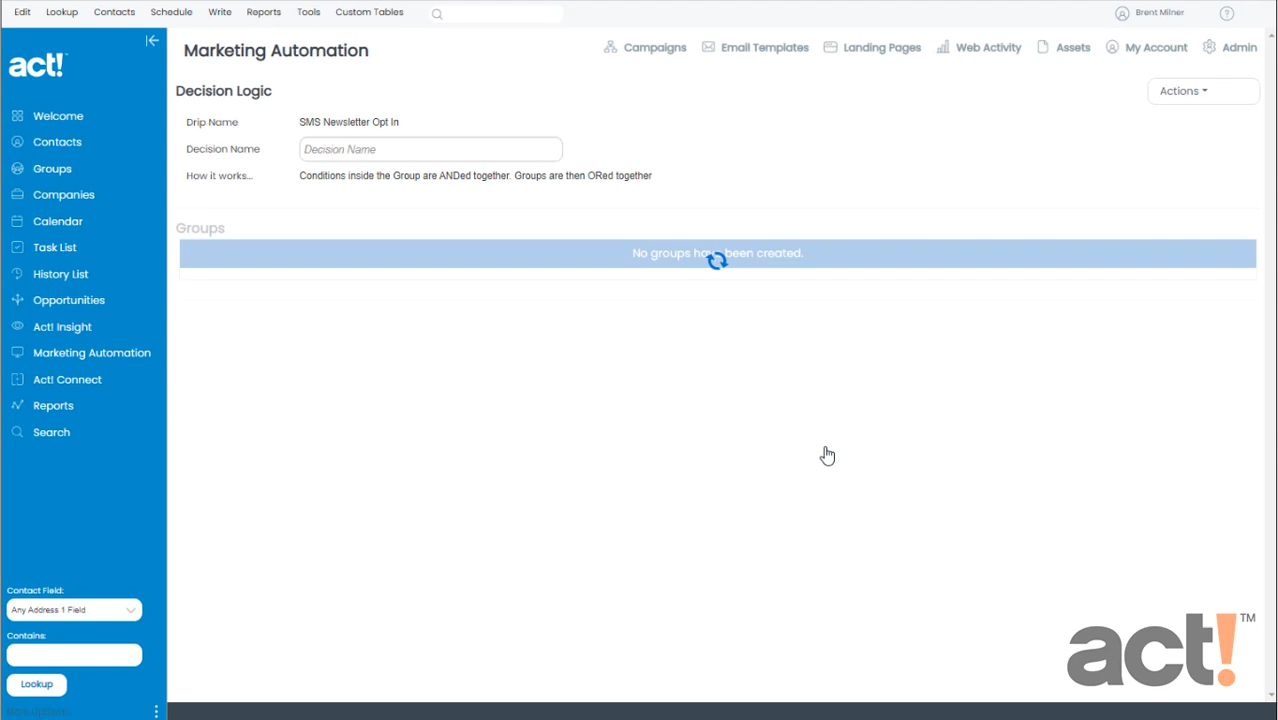 Edit Lookup Contacts Schedule Write Reports Tools Custom Tables Brent Milner ?
act!
Marketing Automation
Campaigns Email Templates Landing Pages Web Activity Assets My Account Admin
Decision Logic
Actions
Drip Name SMS Newsletter Opt In
Decision Name Decision Name
How it works... Conditions inside the Group are ANDed together. Groups are then ORed together
Groups
No groups have been created.
Welcome
Contacts
Groups
Companies
Calendar
Task List
History List
Opportunities
Act! Insight
Marketing Automation
Act! Connect
Reports
Search
Contact Field:
Any Address 1 Field
Contains:
Lookup
More options...
act!™